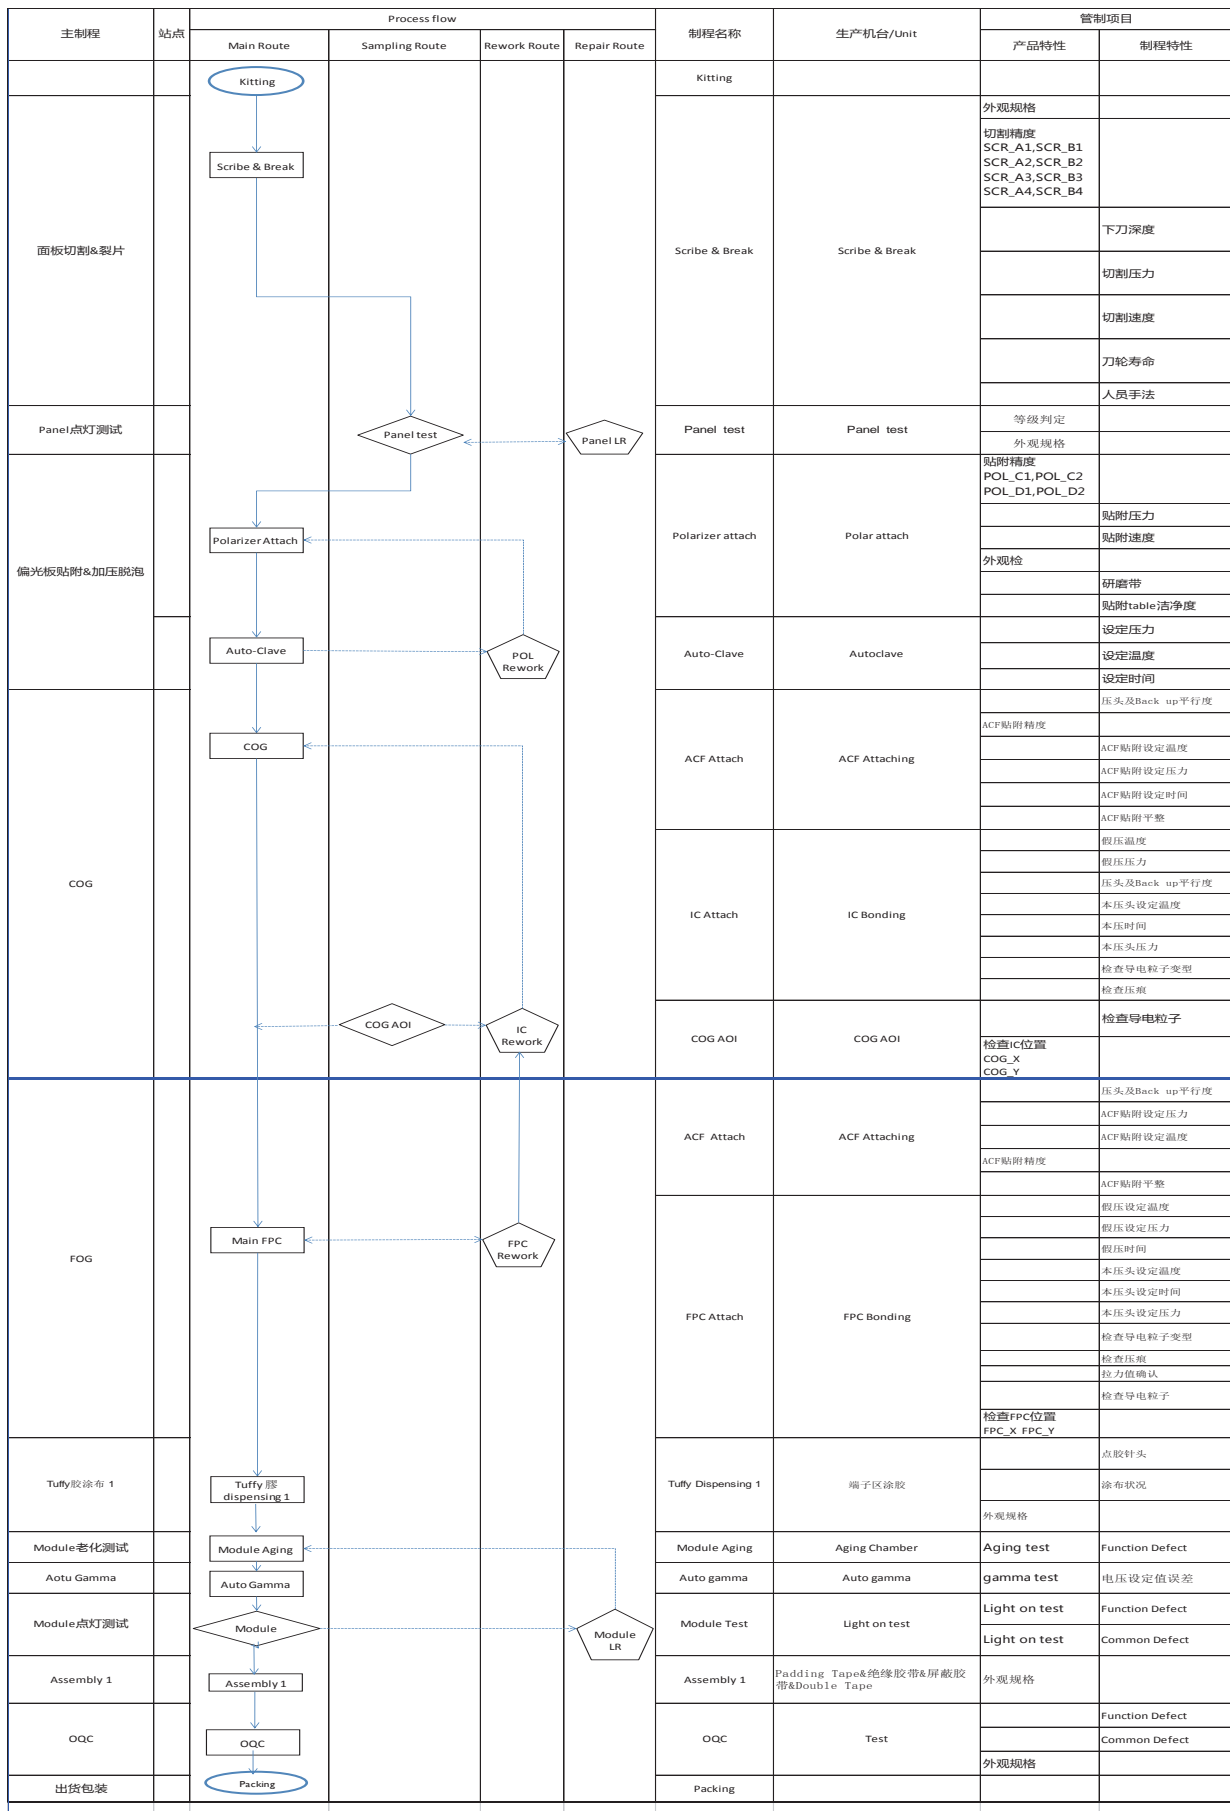 主制程
站点
Process flow
制程名称
生产机台/Unit
管制项目
Main Route
Sampling Route
Rework Route
Repair Route
产品特性
制程特性
Kitting
Kitting
面板切割&裂片
Scribe & Break
Scribe & Break
Scribe & Break
外观规格
切割精度
SCR_A1,SCR_B1
SCR_A2,SCR_B2
SCR_A3,SCR_B3
SCR_A4,SCR_B4
下刀深度
切割压力
切割速度
刀轮寿命
人员手法
Panel点灯测试
Panel test
Panel LR
Panel test
Panel test
等级判定
外观规格
偏光板贴附&加压脱泡
Polarizer Attach
Polarizer attach
Polar attach
贴附精度
POL_C1,POL_C2
POL_D1,POL_D2
贴附压力
贴附速度
外观检
研磨带
贴附table洁净度
Auto-Clave
POL
Rework
Auto-Clave
Autoclave
设定压力
设定温度
设定时间
COG
COG
ACF Attach
ACF Attaching
压头及Back up平行度
ACF贴附精度
ACF贴附设定温度
ACF贴附设定压力
ACF贴附设定时间
ACF贴附平整
IC Attach
IC Bonding
假压温度
假压压力
压头及Back up平行度
本压头设定温度
本压时间
本压头压力
检查导电粒子变型
检查压痕
COG AOI
IC
Rework
COG AOI
COG AOI
检查导电粒子
检查IC位置
COG_X
COG_Y
FOG
ACF Attach
ACF Attaching
压头及Back up平行度
ACF贴附设定压力
ACF贴附设定温度
ACF贴附精度
ACF贴附平整
Main FPC
FPC
Rework
FPC Attach
FPC Bonding
假压设定温度
假压设定压力
假压时间
本压头设定温度
本压头设定时间
本压头设定压力
检查导电粒子变型
检查压痕
拉力值确认
检查导电粒子
检查FPC位置
FPC_X FPC_Y
Tuffy胶涂布 1
Tuffy 膠
dispensing 1
Tuffy Dispensing 1
端子区涂胶
点胶针头
涂布状况
外观规格
Module老化测试
Module Aging
Module Aging
Aging Chamber
Aging test
Function Defect
Aotu Gamma
Auto Gamma
Auto gamma
Auto gamma
gamma test
电压设定值误差
Module点灯测试
Module
Module
LR
Module Test
Light on test
Light on test
Function Defect
Light on test
Common Defect
Assembly 1
Assembly 1
Assembly 1
Padding Tape&绝缘胶带&屏蔽胶
带&Double Tape
外观规格
OQC
OQC
OQC
Test
Function Defect
Common Defect
外观规格
出货包装
Packing
Packing